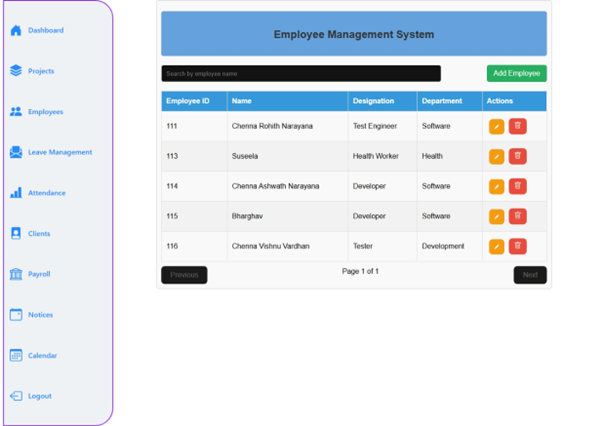 Dashboard
Projects
Employees
Leave Management
Attendance
Clients
Payroll
Notices
Calendar
Logout
Employee Management System
Search by employee name
Add Employee
Employee ID Name Designation Department Actions
111 Chenna Rohith Narayana Test Engineer Software
113 Suseela Health Worker Health
114 Chenna Ashwath Narayana Developer Software
115 Bharghav Developer Software
116 Chenna Vishnu Vardhan Tester Development
Previous Page 1 of 1 Next